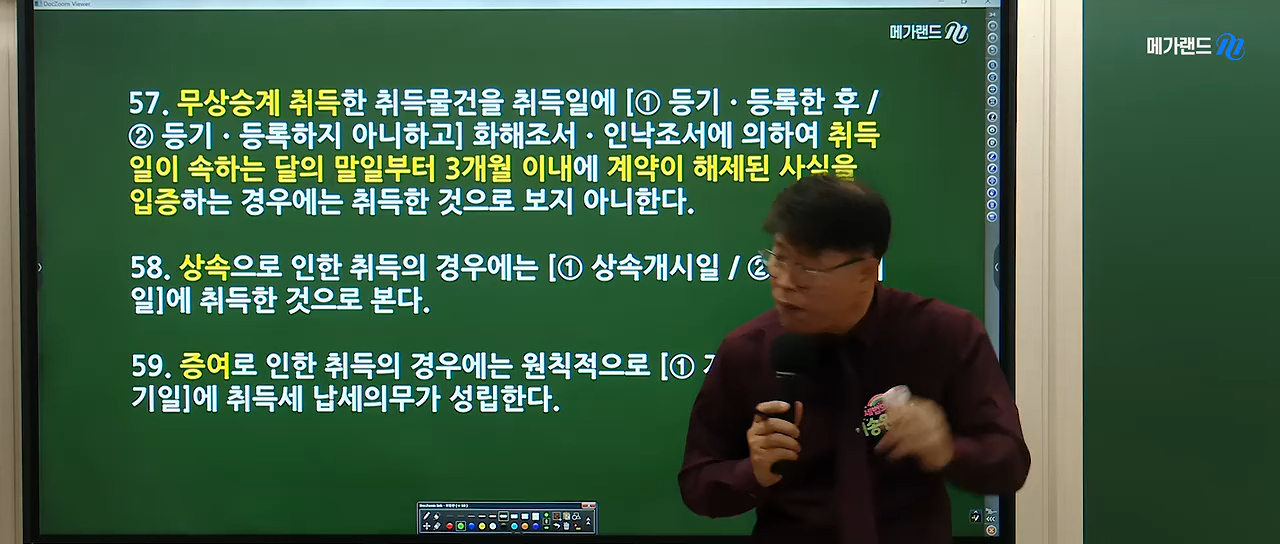 DocZoom Viewer
메가랜드
메가랜드
57. 무상승계 취득한 취득물건을 취득일에 [① 등기 · 등록한 후 /
② 등기 · 등록하지 아니하고] 화해조서 · 인낙조서에 의하여 취득
일이 속하는 달의 말일부터 3개월 이내에 계약이 해제된 사실을
입증하는 경우에는 취득한 것으로 보지 아니한다.
58. 상속으로 인한 취득의 경우에는 [① 상속개시일 / ②
일]에 취득한 것으로 본다.
59. 증여로 인한 취득의 경우에는 원칙적으로 [①
기일]에 취득세 납세의무가 성립한다.